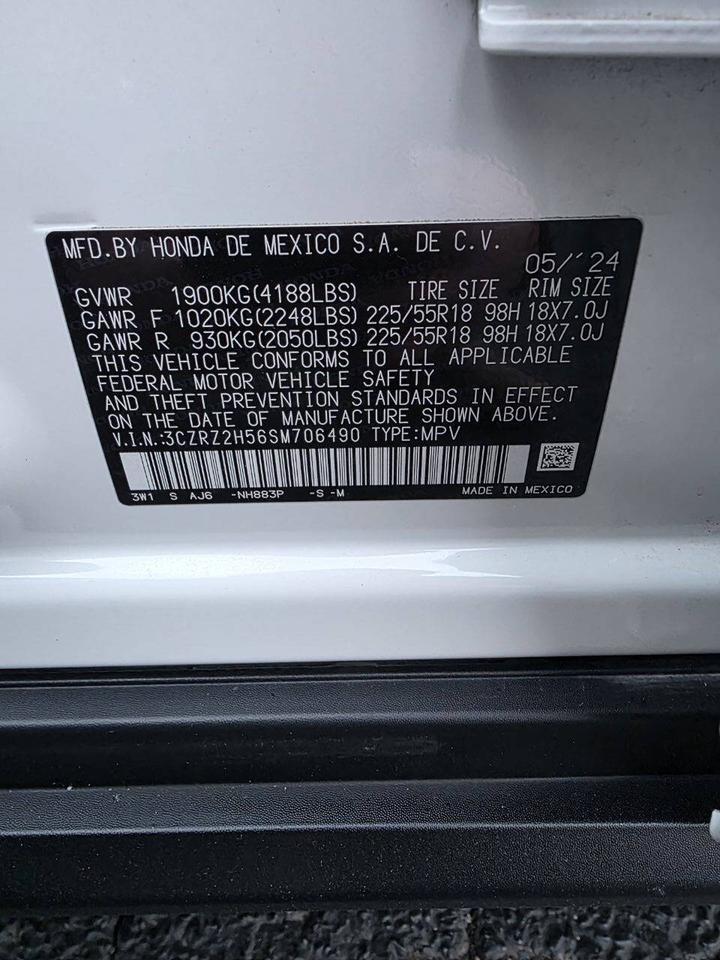 MFD.BY HONDA DE MEXICO S.A. DE C.V.
05/'24
GVWR 1900KG(4188LBS) TIRE SIZE RIM SIZE
GAWR F 1020KG(2248LBS) 225/55R18 98H 18X7.0J
GAWR R 930KG(2050LBS) 225/55R18 98H 18X7.0J
THIS VEHICLE CONFORMS TO ALL APPLICABLE
FEDERAL MOTOR VEHICLE SAFETY
AND THEFT PREVENTION STANDARDS IN EFFECT
ON THE DATE OF MANUFACTURE SHOWN ABOVE.
V.I.N.:3CZRZ2H56SM706490 TYPE:MPV
3W1 S AJ6 -NH883P -S -M MADE IN MEXICO